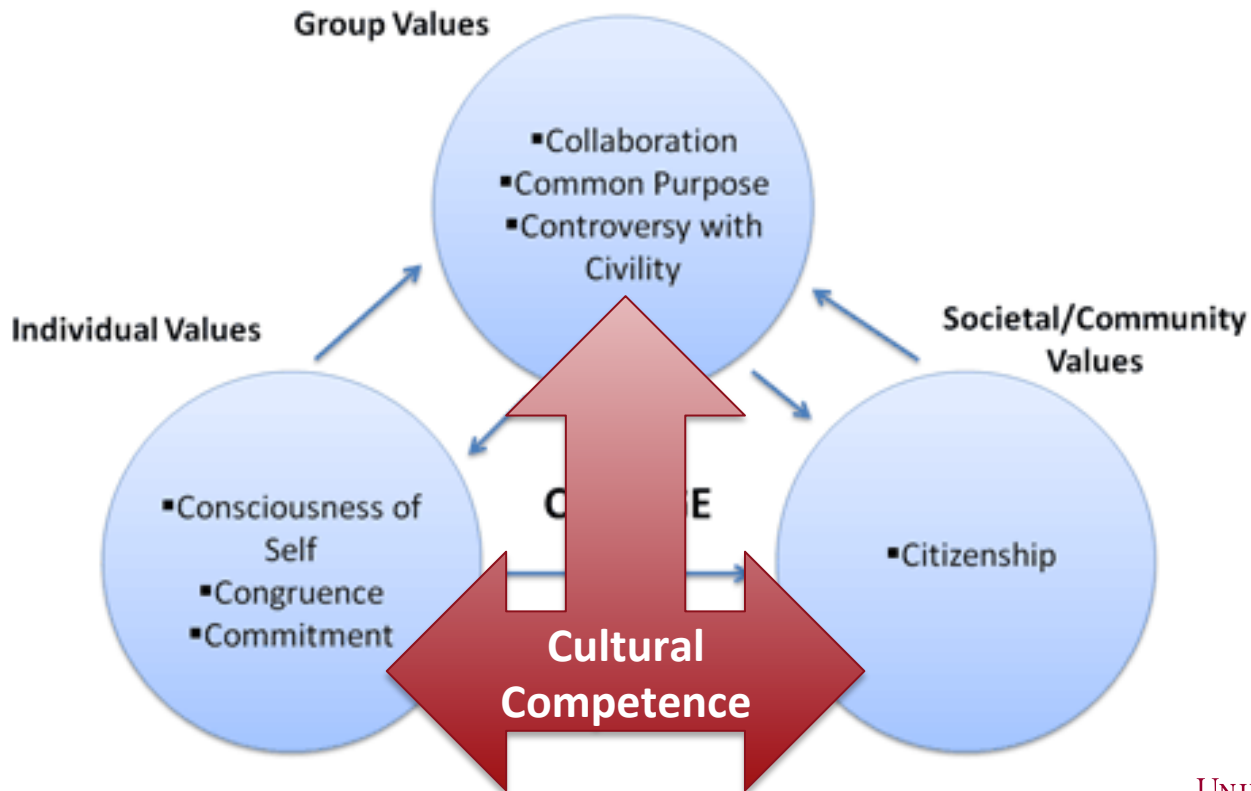 Group Values
▪Collaboration
▪Common Purpose
▪Controversy with
Civility
Individual Values
Societal/Community
Values
▪Consciousness of
Self
▪Congruence
▪Commitment
▪Citizenship
Cultural
Competence